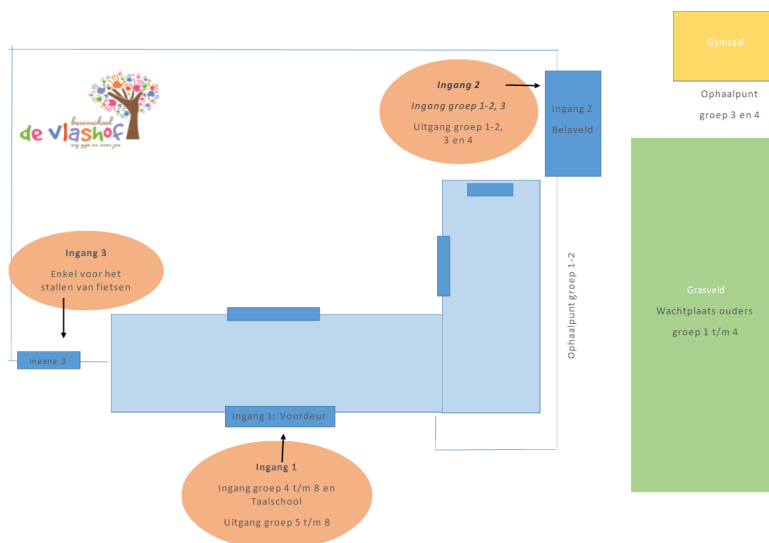 Gymzaal
Ophaalpunt
groep 3 en 4
Ingang 2
Ingang groep 1-2, 3
Uitgang groep 1-2,
3 en 4
Ingang 2
Belaveld
basisschool
de vlashof
wij zijn er voor jou
Ingang 3
Enkel voor het
stallen van fietsen
Ophaalpunt groep 1-2
Grasveld
Wachtplaats ouders
groep 1 t/m 4
Ingang 3
Ingang 1: Voordeur
Ingang 1
Ingang groep 4 t/m 8 en
Taalschool
Uitgang groep 5 t/m 8